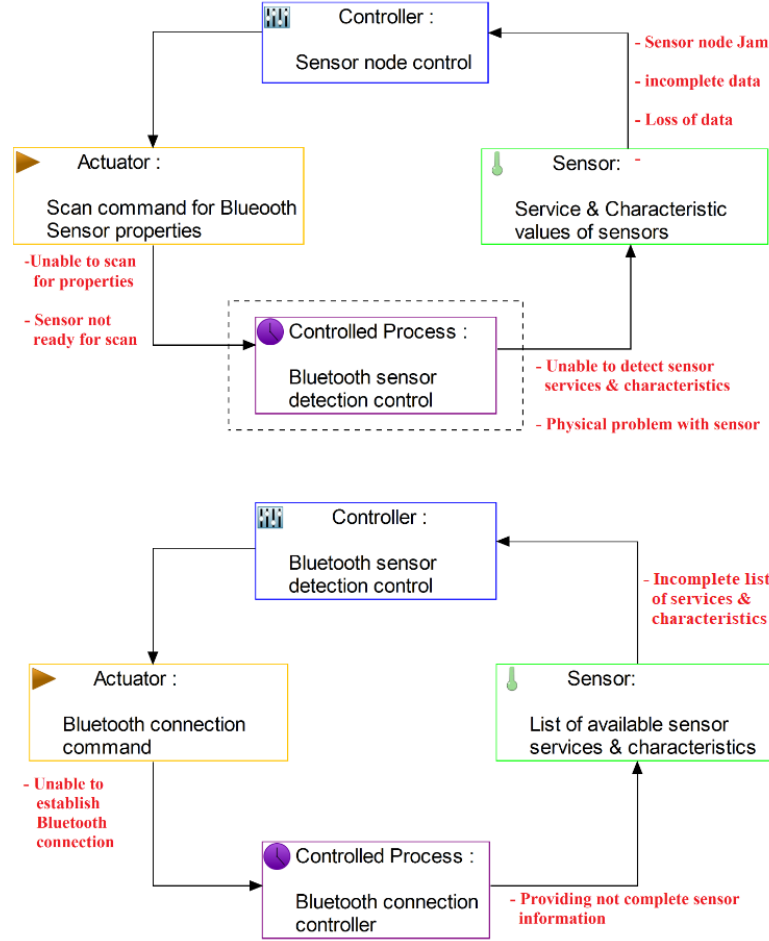 Controller :
Sensor node control
- Sensor node Jam
- incomplete data
- Loss of data
-
Actuator :
Scan command for Blueooth
Sensor properties
Sensor:
Service & Characteristic
values of sensors
-Unable to scan
for properties
- Sensor not
ready for scan
Controlled Process :
Bluetooth sensor
detection control
- Unable to detect sensor
services & characteristics
- Physical problem with sensor
Controller :
Bluetooth sensor
detection control
- Incomplete list
of services &
characteristics
Actuator :
Bluetooth connection
command
Sensor:
List of available sensor
services & characteristics
- Unable to
establish
Bluetooth
connection
Controlled Process :
Bluetooth connection
controller
- Providing not complete sensor
information